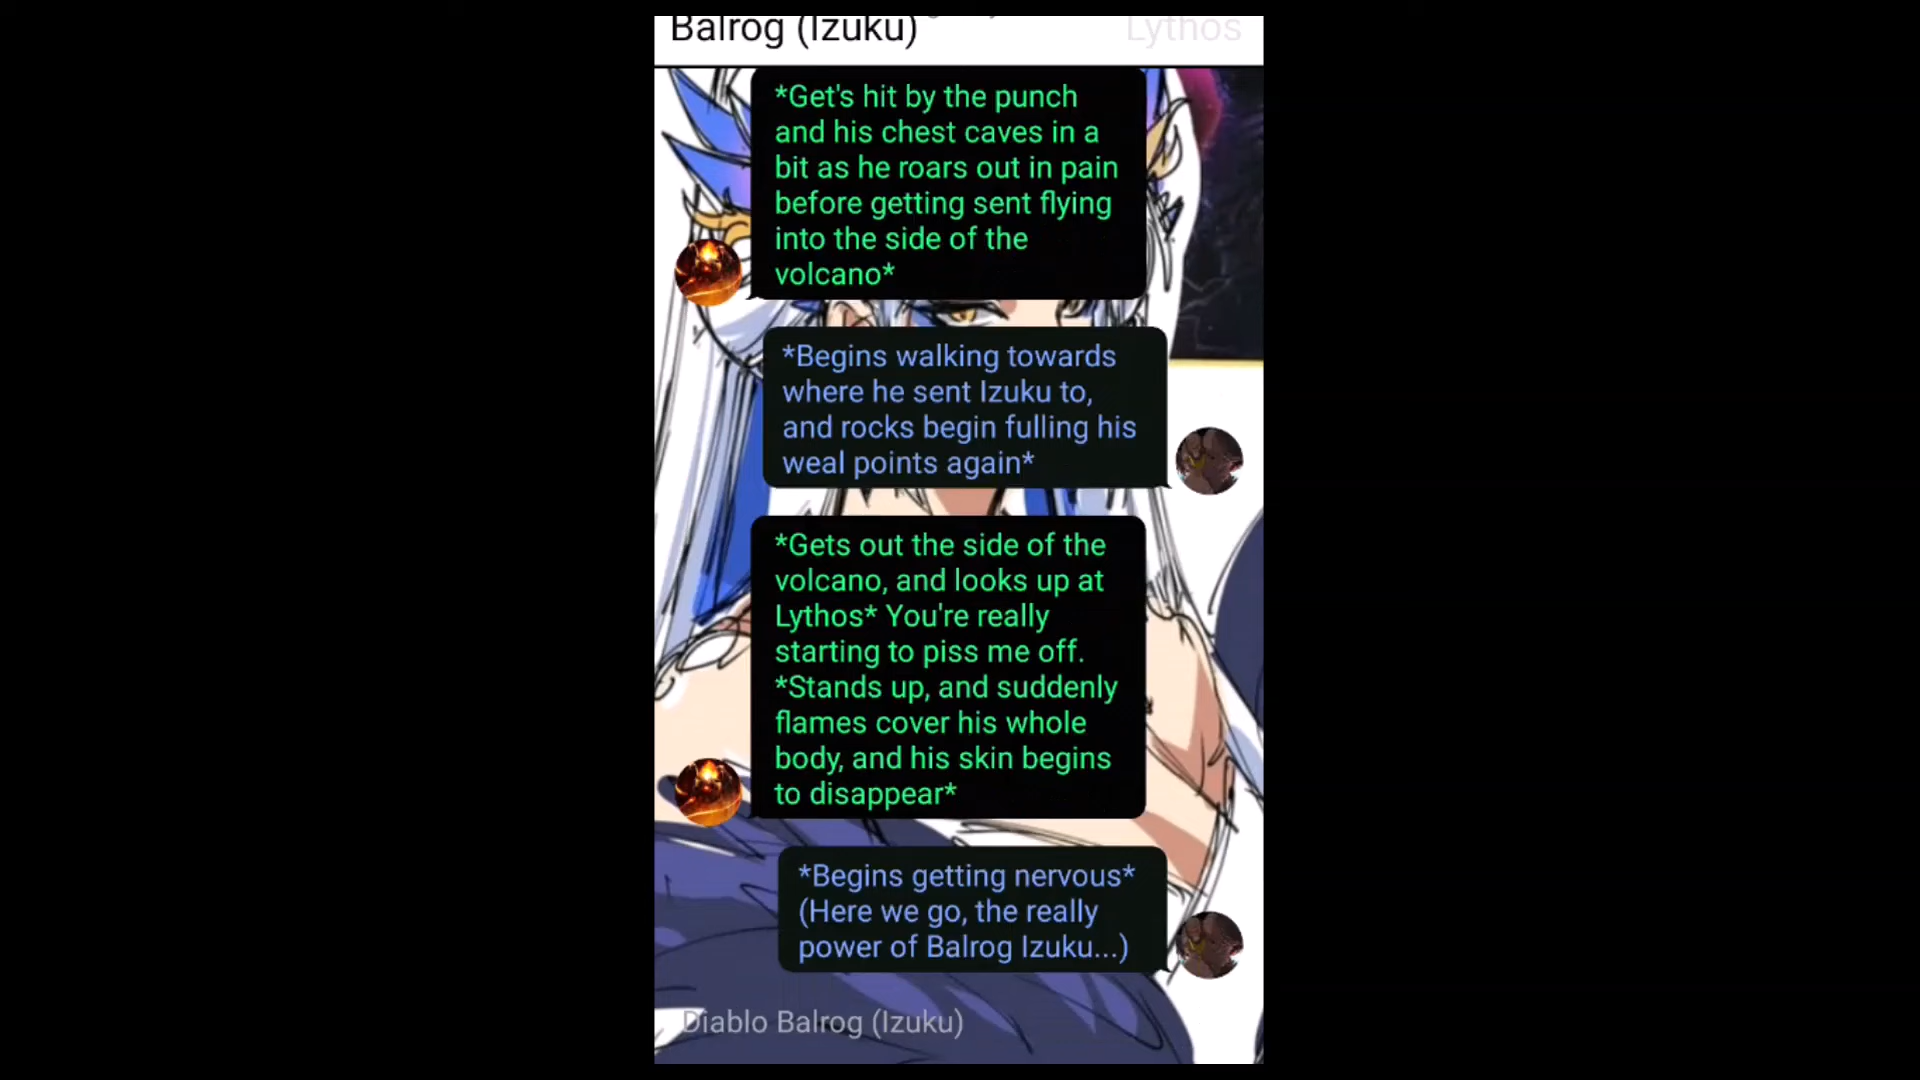 Balrog (Izuku)
Lythos
*Get's hit by the punch
and his chest caves in a
bit as he roars out in pain
before getting sent flying
into the side of the
volcano*
*Begins walking towards
where he sent Izuku to,
and rocks begin fulling his
weal points again*
*Gets out the side of the
volcano, and looks up at
Lythos* You're really
starting to piss me off.
*Stands up, and suddenly
flames cover his whole
body, and his skin begins
to disappear*
*Begins getting nervous*
(Here we go, the really
power of Balrog Izuku...)
Diablo Balrog (Izuku)